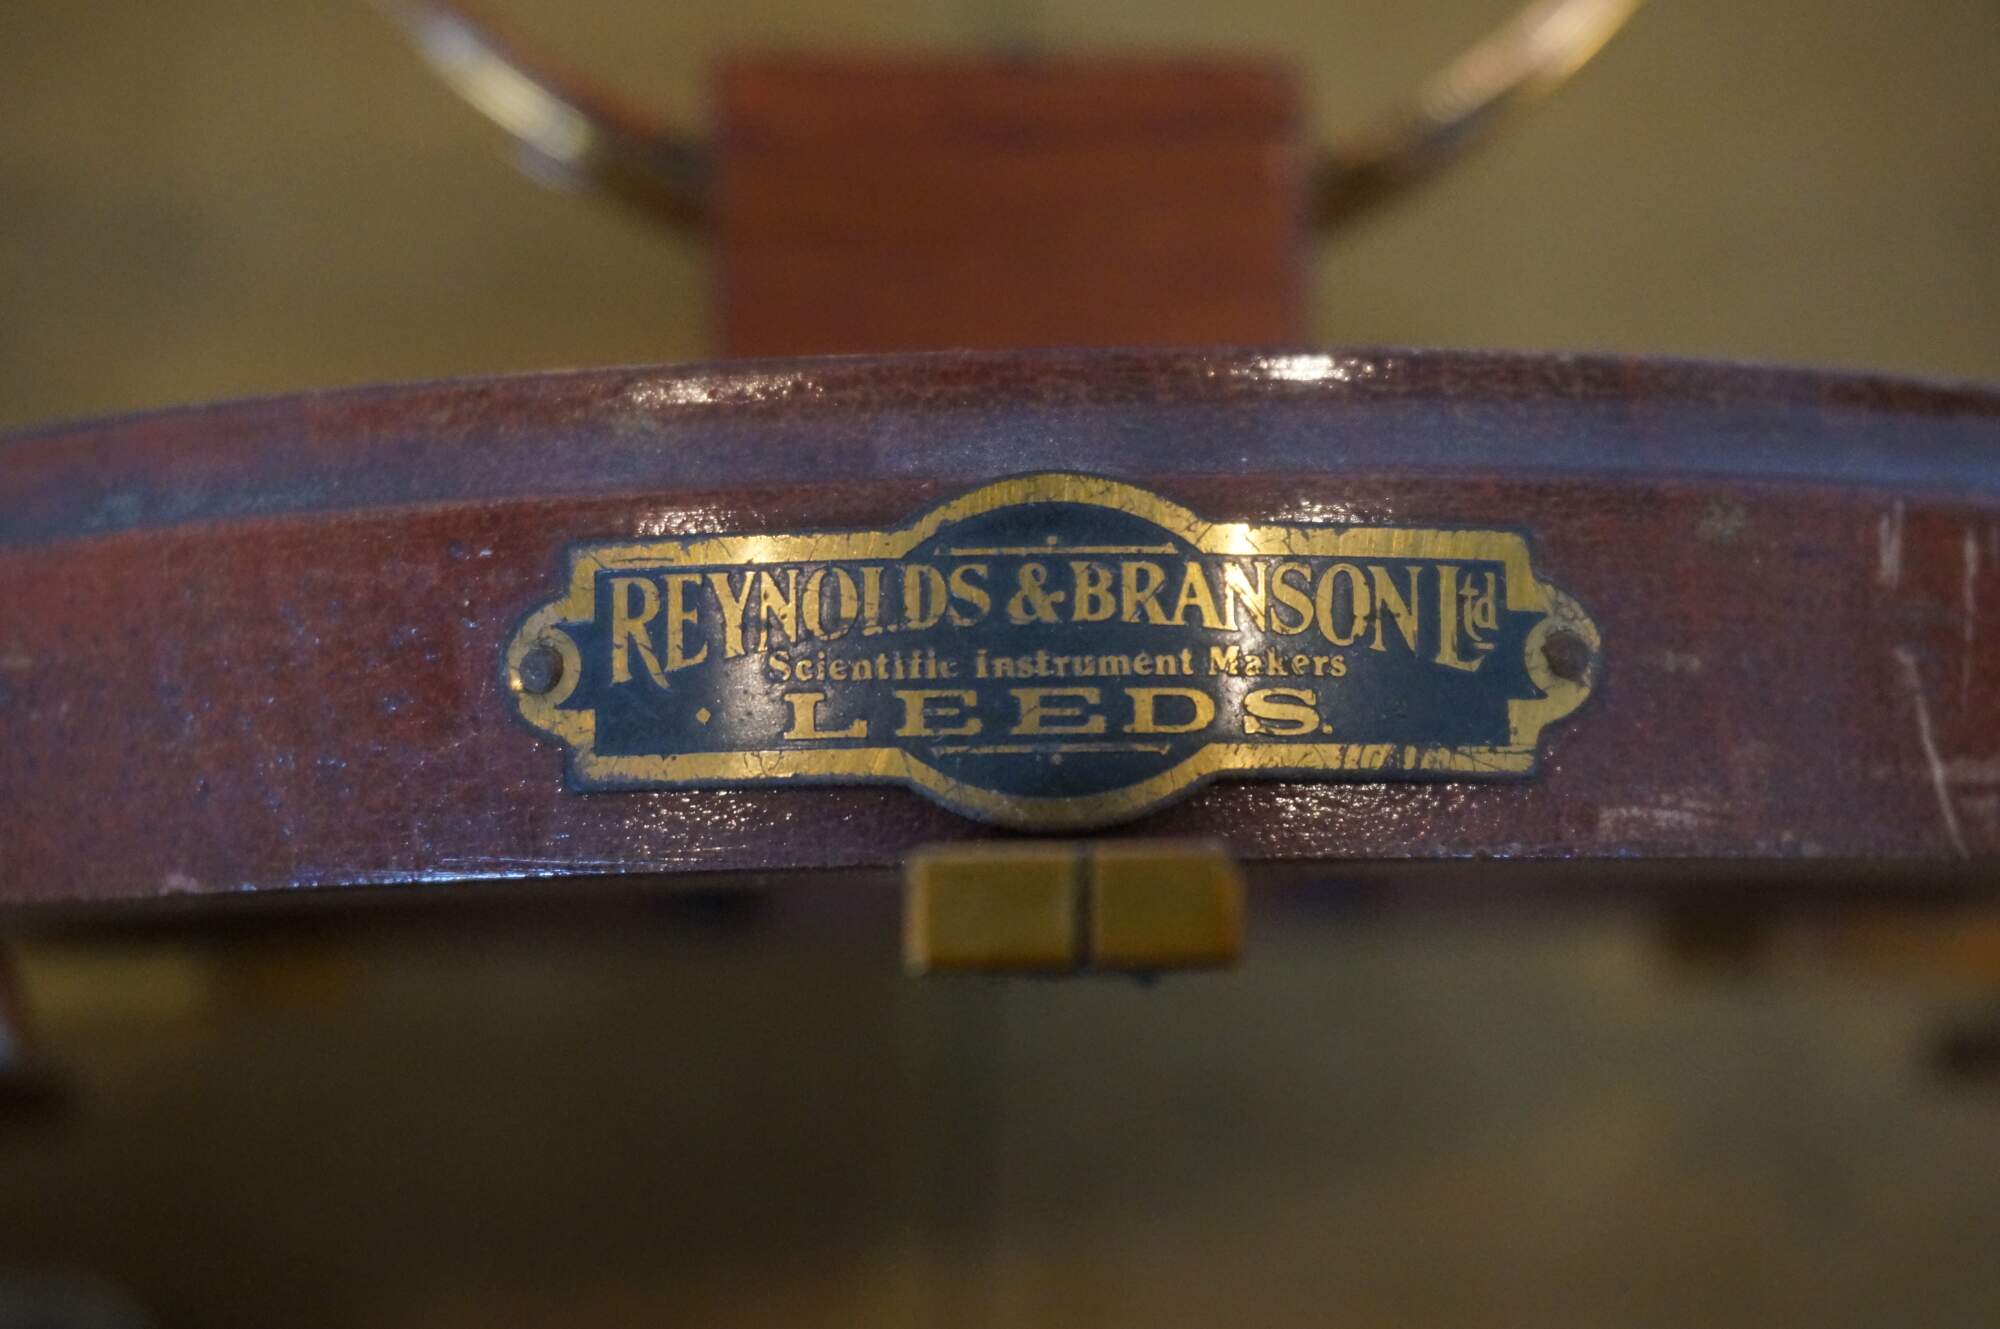 REYNOLDS & BRANSON Ltd
Scientific Instrument Makers
LEEDS.